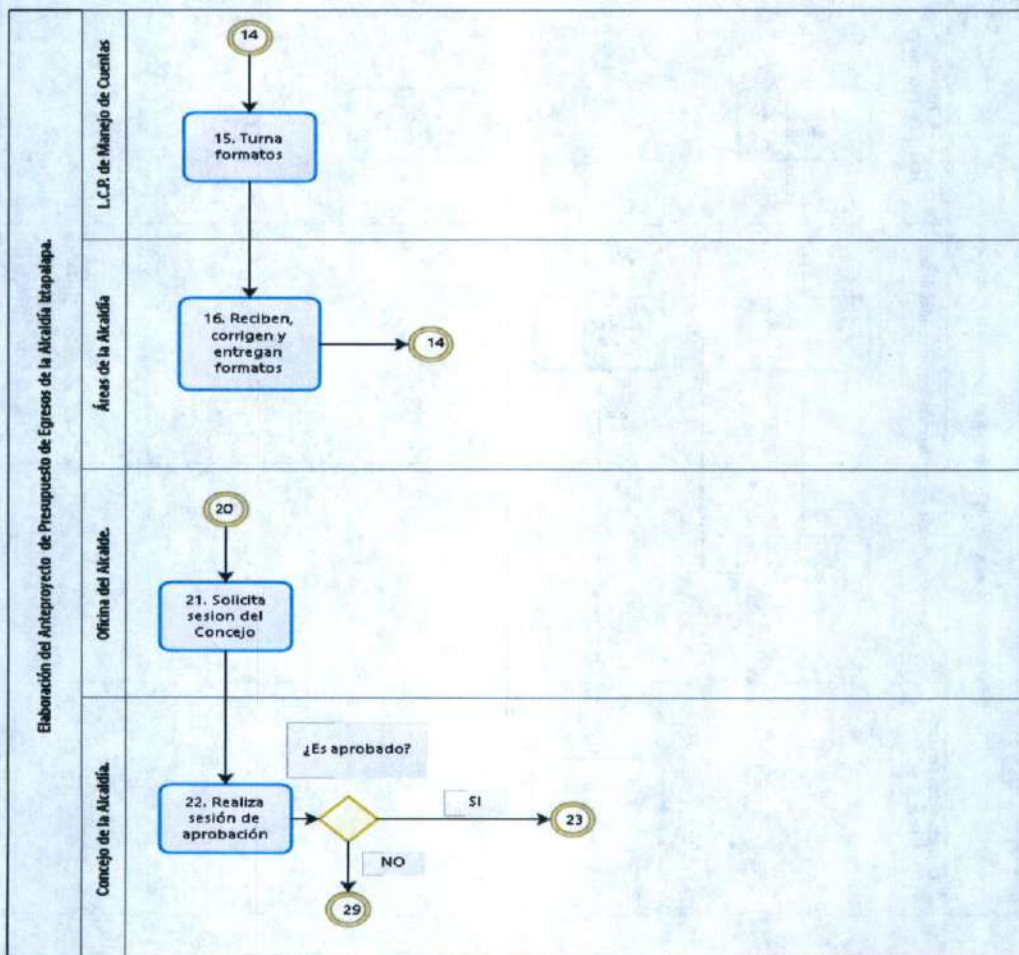 Elaboración del Anteproyecto de Presupuesto de Egresos de la Alcaldía Iztapalapa.
L.C.P. de Manejo de Cuentas
14
15. Turna
formatos
Áreas de la Alcaldía
16. Reciben,
corrigen y
entregan
formatos
14
Oficina del Alcalde.
20
21. Solicita
sesion del
Concejo
Concejo de la Alcaldía.
¿Es aprobado?
22. Realiza
sesión de
aprobación
SI
23
NO
29